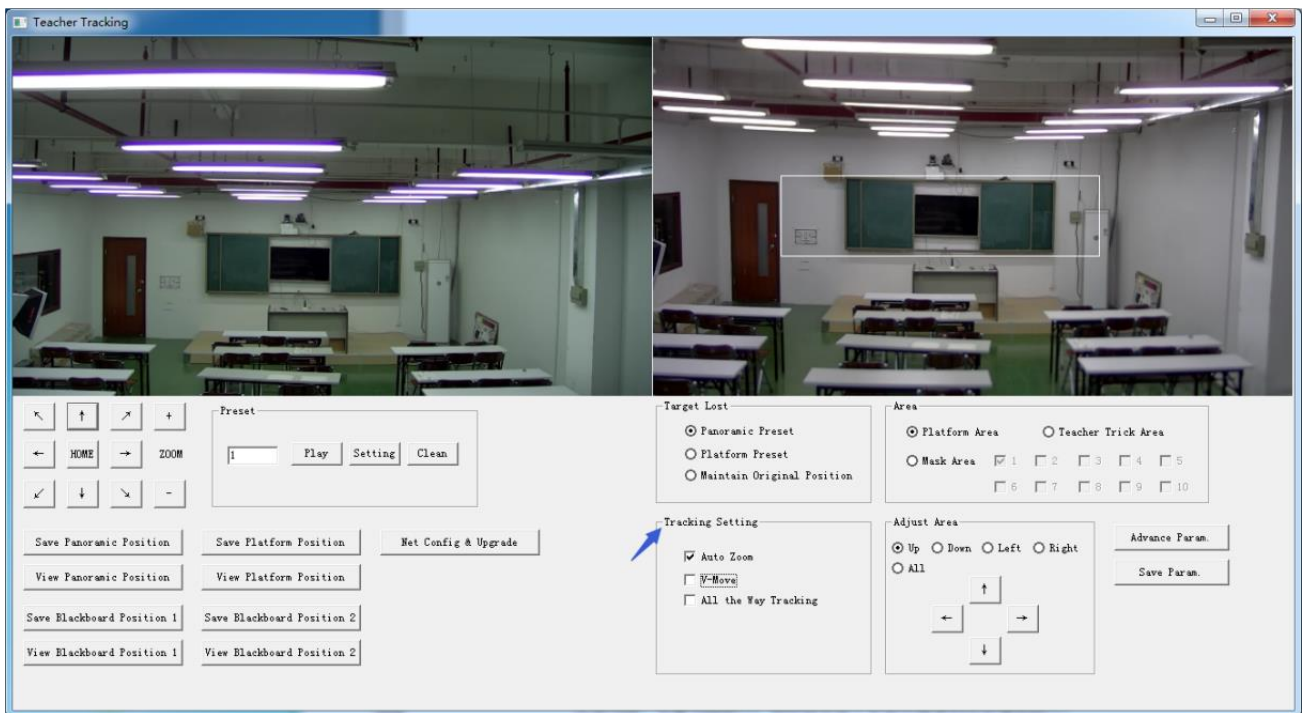 Teacher Tracking
↖ ↑ ↗ +
← HOME → ZOOM
↙ ↓ ↘ -
Preset
1 Play Setting Clean
Save Panoramic Position Save Platform Position Net Config & Upgrade
View Panoramic Position View Platform Position
Save Blackboard Position 1 Save Blackboard Position 2
View Blackboard Position 1 View Blackboard Position 2
Target Lost
Panoramic Preset
Platform Preset
Maintain Original Position
Area
Platform Area Teacher Trick Area
Mask Area 1 2 3 4 5
6 7 8 9 10
Tracking Setting
Auto Zoom
V-Move
All the Way Tracking
Adjust Area
Up Down Left Right
All
↑
← →
↓
Advance Param.
Save Param.